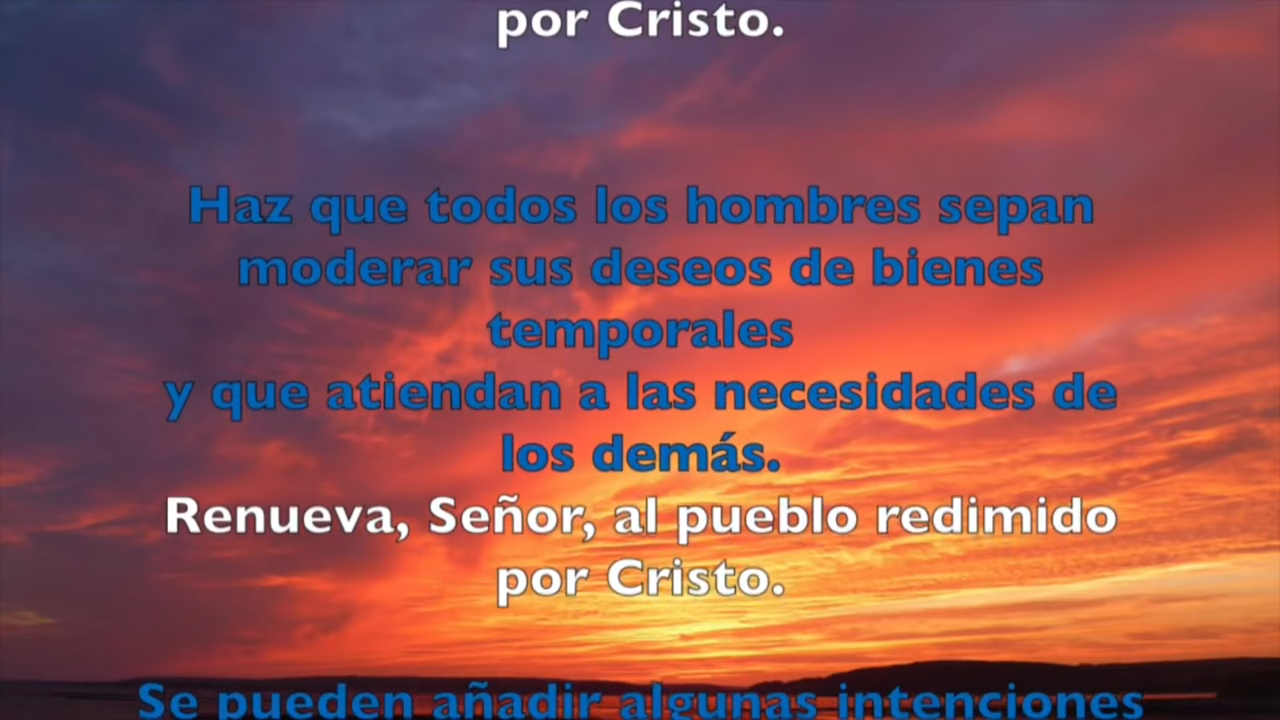 por Cristo.
Haz que todos los hombres sepan
moderar sus deseos de bienes
temporales
y que atiendan a las necesidades de
los demás.
Renueva, Señor, al pueblo redimido
por Cristo.
Se pueden añadir algunas intenciones